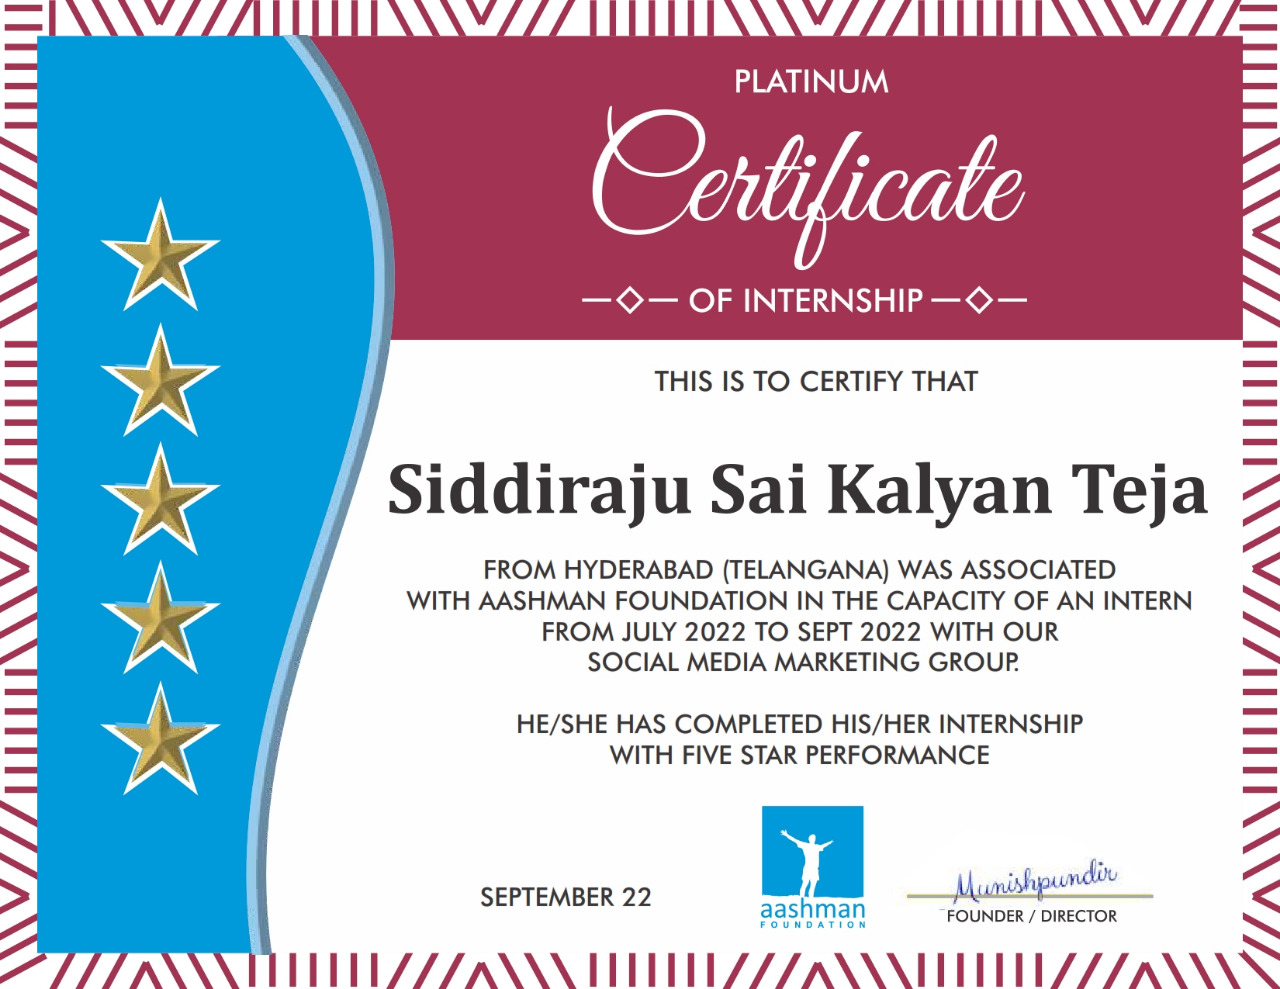 PLATINUM
Certificate
OF INTERNSHIP
THIS IS TO CERTIFY THAT
Siddiraju Sai Kalyan Teja
FROM HYDERABAD (TELANGANA) WAS ASSOCIATED
WITH AASHMAN FOUNDATION IN THE CAPACITY OF AN INTERN
FROM JULY 2022 TO SEPT 2022 WITH OUR
SOCIAL MEDIA MARKETING GROUP.
HE/SHE HAS COMPLETED HIS/HER INTERNSHIP
WITH FIVE STAR PERFORMANCE
SEPTEMBER 22
aashman
FOUNDATION
Munishpundir
FOUNDER / DIRECTOR